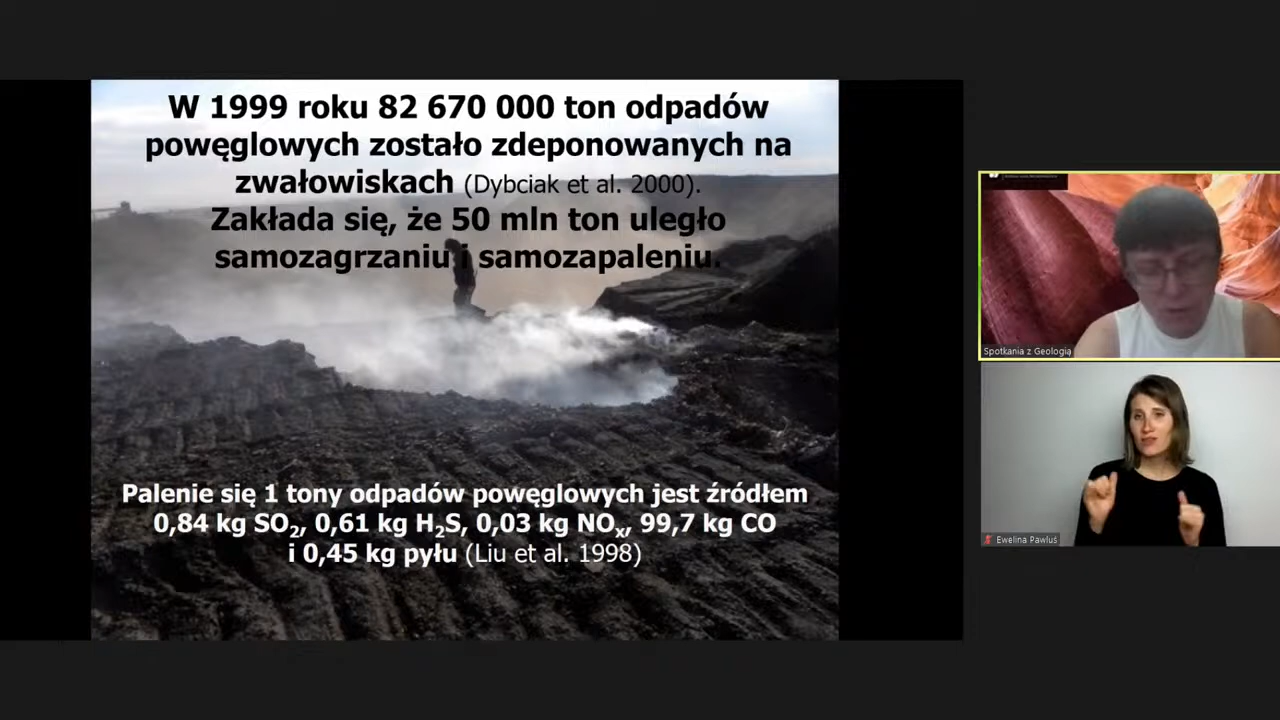 W 1999 roku 82 670 000 ton odpadów
powęglowych zostało zdeponowanych na
zwałowiskach (Dybciak et al. 2000).
Zakłada się, że 50 mln ton uległo
samozagrzaniu i samozapaleniu.
Palenie się 1 tony odpadów powęglowych jest źródłem
0,84 kg SO₂, 0,61 kg H₂S, 0,03 kg NOₓ, 99,7 kg CO
i 0,45 kg pyłu (Liu et al. 1998)
Spotkania z Geologią
Ewelina Pawluś